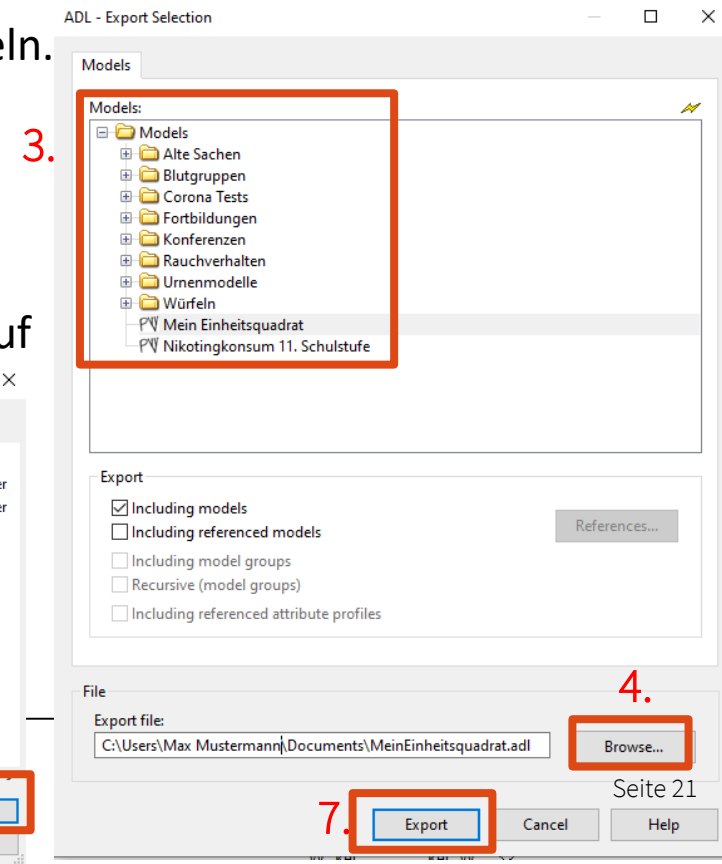 eln.
ADL - Export Selection
Models
Models:
3.
Models
Alte Sachen
Blutgruppen
Corona Tests
Fortbildungen
Konferenzen
Rauchverhalten
Urnenmodelle
Würfeln
Mein Einheitsquadrat
Nikotingkonsum 11. Schulstufe
uf
er
er
Export
Including models
Including referenced models
References...
Including model groups
Recursive (model groups)
Including referenced attribute profiles
File
4.
Export file:
C:\Users\Max Mustermann\Documents\MeinEinheitsquadrat.adl
Browse...
Seite 21
7.
Export
Cancel
Help